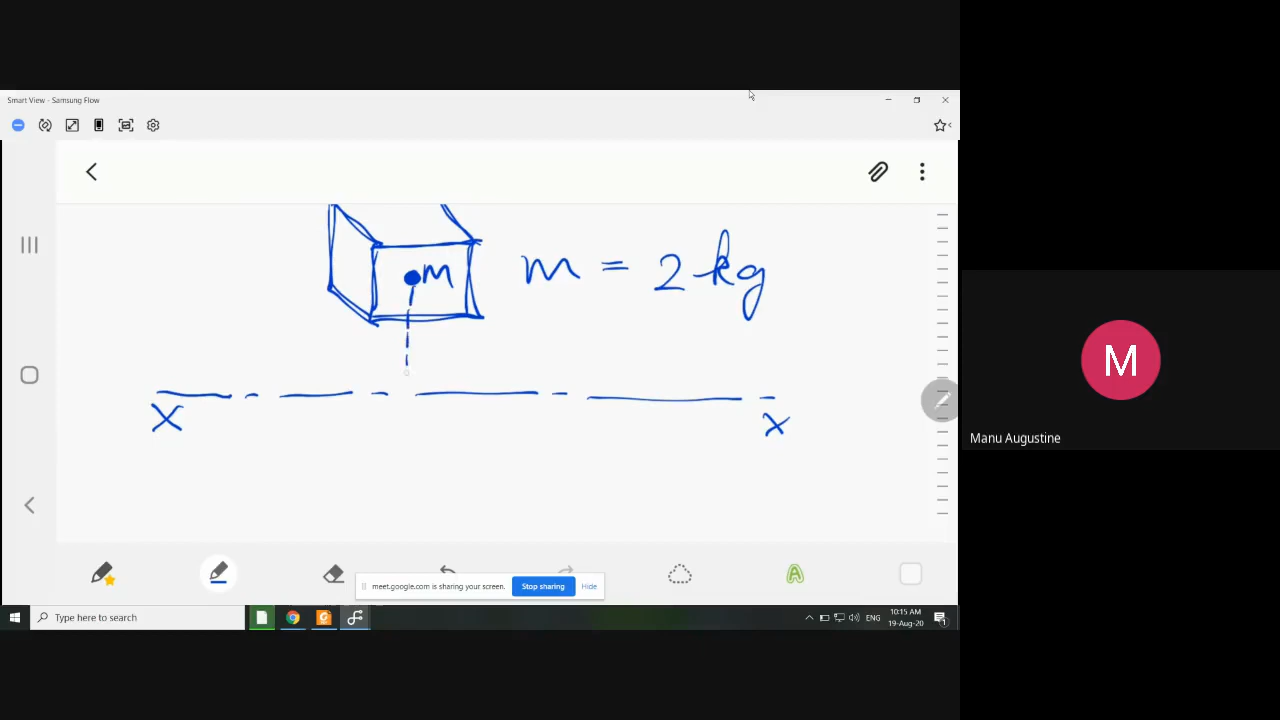 Smart View - Samsung Flow
m
m = 2 kg
x
x
M
Manu Augustine
A
meet.google.com is sharing your screen.
Stop sharing
Hide
Type here to search
ENG
10:15 AM
19-Aug-20
1